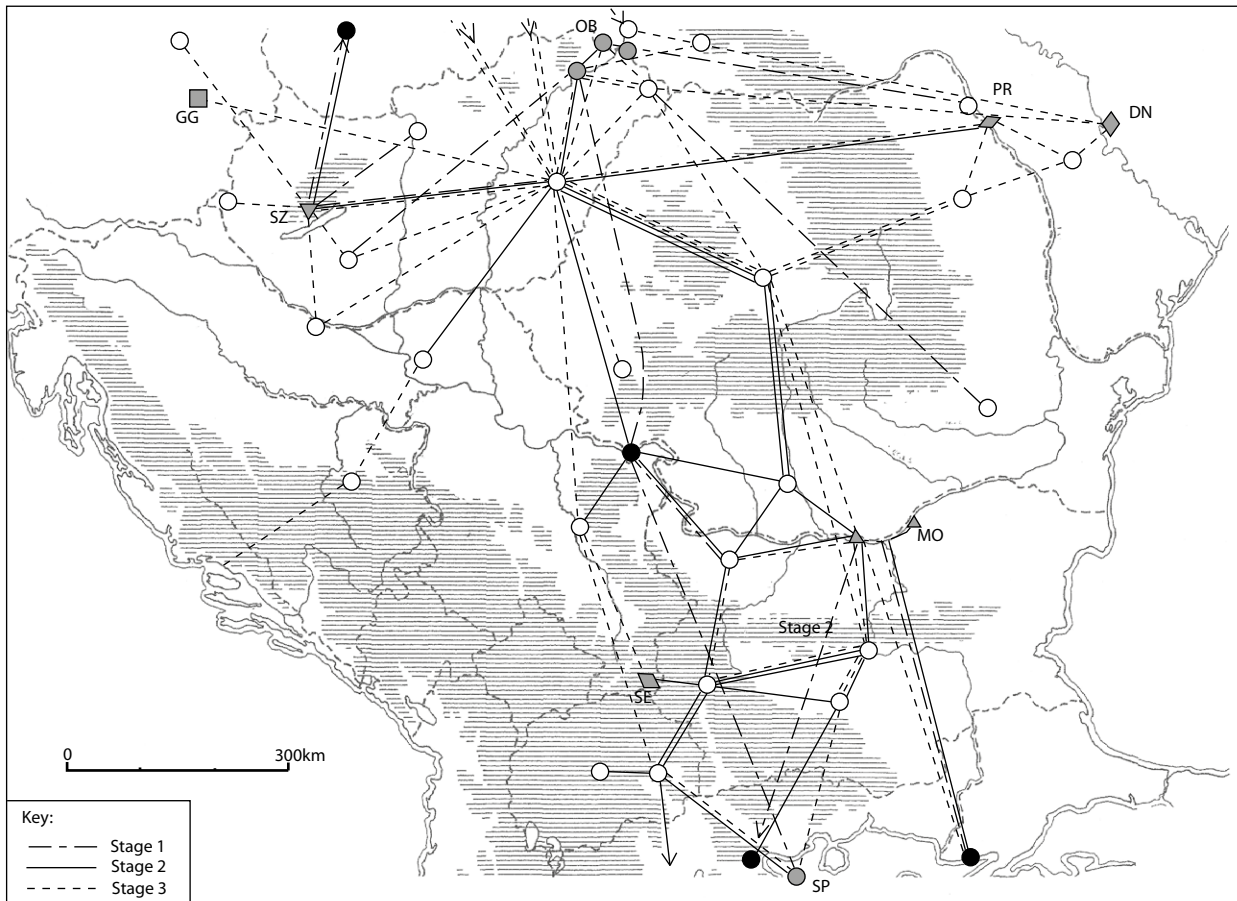 OB
PR
DN
GG
SZ
MO
Stage 2
SE
0 300km
SP
Key:
Stage 1
Stage 2
Stage 3